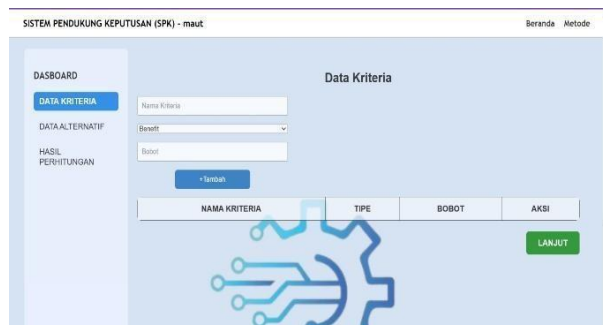 SISTEM PENDUKUNG KEPUTUSAN (SPK) - maut
Beranda Metode
DASBOARD
DATA KRITERIA
DATA ALTERNATIF
HASIL
PERHITUNGAN
Data Kriteria
Nama Kriteria
Benefit
Bobot
+Tambah
NAMA KRITERIA TIPE BOBOT AKSI
LANJUT